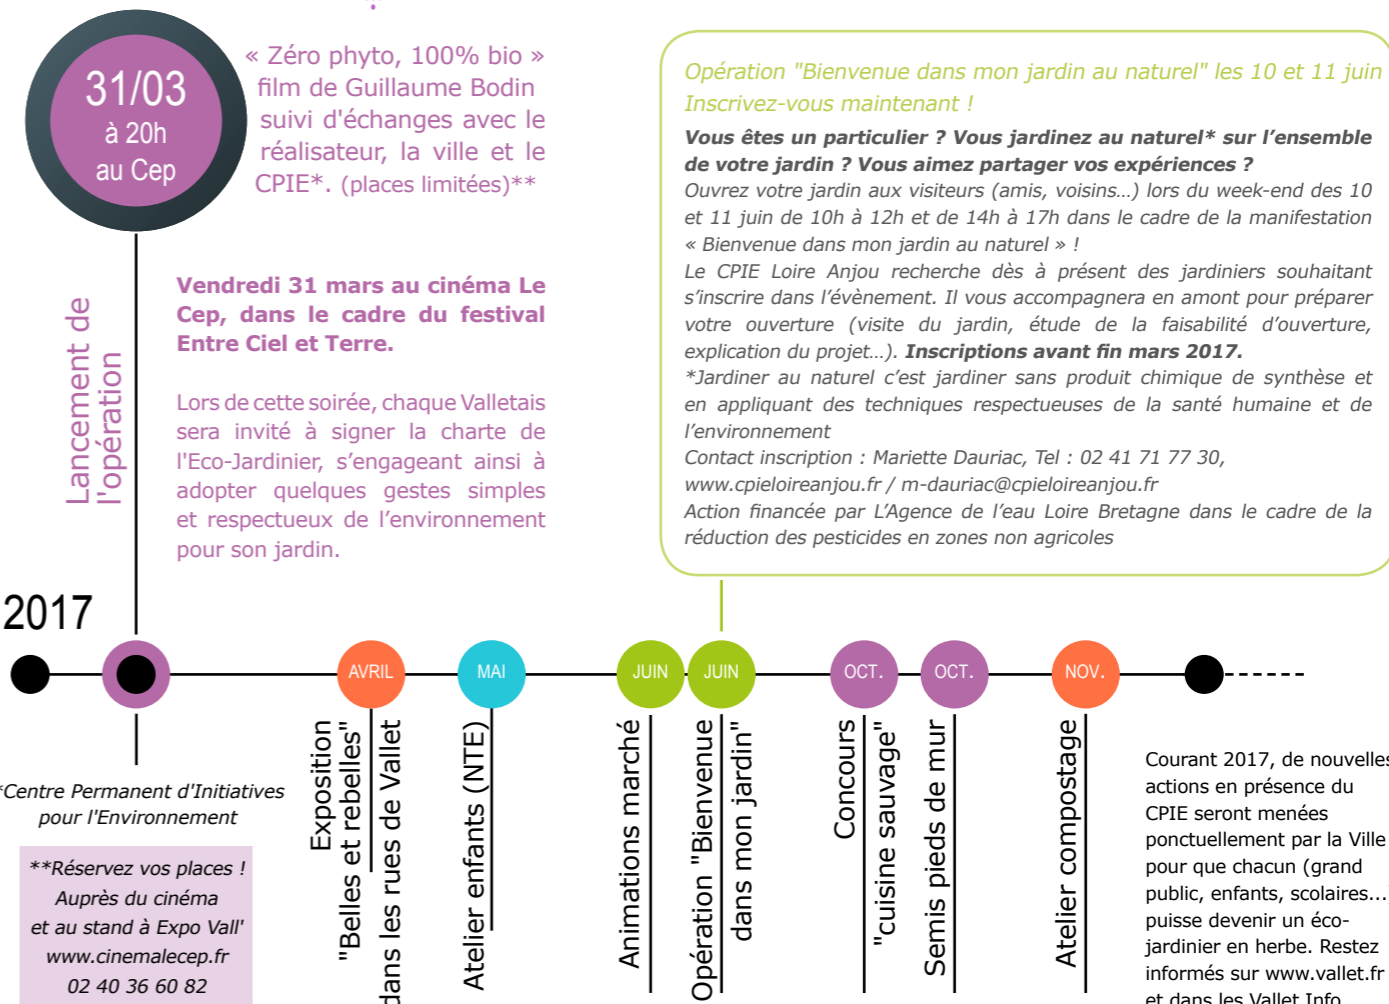 31/03
à 20h
au Cep
« Zéro phyto, 100% bio »
film de Guillaume Bodin
suivi d'échanges avec le
réalisateur, la ville et le
CPIE*. (places limitées)**
Lancement de
l'opération
Vendredi 31 mars au cinéma Le
Cep, dans le cadre du festival
Entre Ciel et Terre.
Lors de cette soirée, chaque Valletais
sera invité à signer la charte de
l'Eco-Jardinier, s’engageant ainsi à
adopter quelques gestes simples
et respectueux de l’environnement
pour son jardin.
Opération "Bienvenue dans mon jardin au naturel" les 10 et 11 juin
Inscrivez-vous maintenant !
Vous êtes un particulier ? Vous jardinez au naturel* sur l’ensemble
de votre jardin ? Vous aimez partager vos expériences ?
Ouvrez votre jardin aux visiteurs (amis, voisins…) lors du week-end des 10
et 11 juin de 10h à 12h et de 14h à 17h dans le cadre de la manifestation
« Bienvenue dans mon jardin au naturel » !
Le CPIE Loire Anjou recherche dès à présent des jardiniers souhaitant
s’inscrire dans l’évènement. Il vous accompagnera en amont pour préparer
votre ouverture (visite du jardin, étude de la faisabilité d’ouverture,
explication du projet…). Inscriptions avant fin mars 2017.
*Jardiner au naturel c’est jardiner sans produit chimique de synthèse et
en appliquant des techniques respectueuses de la santé humaine et de
l’environnement
Contact inscription : Mariette Dauriac, Tel : 02 41 71 77 30,
www.cpieloireanjou.fr / m-dauriac@cpieloireanjou.fr
Action financée par L’Agence de l’eau Loire Bretagne dans le cadre de la
réduction des pesticides en zones non agricoles
2017
AVRIL
MAI
JUIN
JUIN
OCT.
OCT.
NOV.
Exposition
"Belles et rebelles"
dans les rues de Vallet
Atelier enfants (NTE)
Animations marché
Opération "Bienvenue
dans mon jardin"
Concours
"cuisine sauvage"
Semis pieds de mur
Atelier compostage
*Centre Permanent d'Initiatives
pour l'Environnement
**Réservez vos places !
Auprès du cinéma
et au stand à Expo Vall'
www.cinemalecep.fr
02 40 36 60 82
Courant 2017, de nouvelles
actions en présence du
CPIE seront menées
ponctuellement par la Ville
pour que chacun (grand
public, enfants, scolaires...)
puisse devenir un éco-
jardinier en herbe. Restez
informés sur www.vallet.fr
et dans les Vallet Info